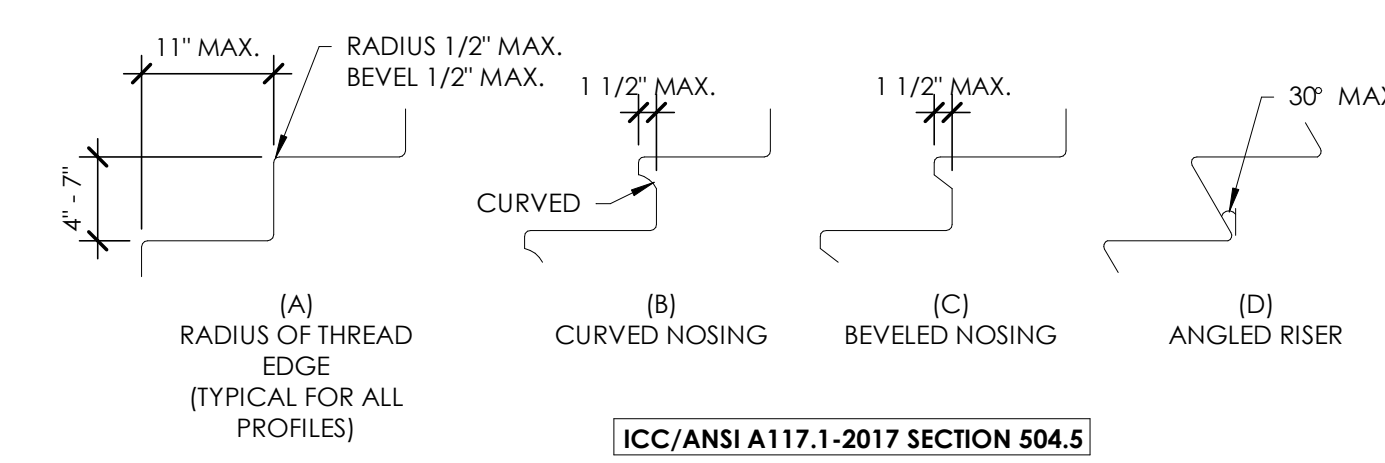 11" MAX.
RADIUS 1/2" MAX.
BEVEL 1/2" MAX.
4" - 7"
(A)
RADIUS OF THREAD
EDGE
(TYPICAL FOR ALL
PROFILES)
1 1/2" MAX.
CURVED
(B)
CURVED NOSING
1 1/2" MAX.
(C)
BEVELED NOSING
30° MAX
(D)
ANGLED RISER
ICC/ANSI A117.1-2017 SECTION 504.5